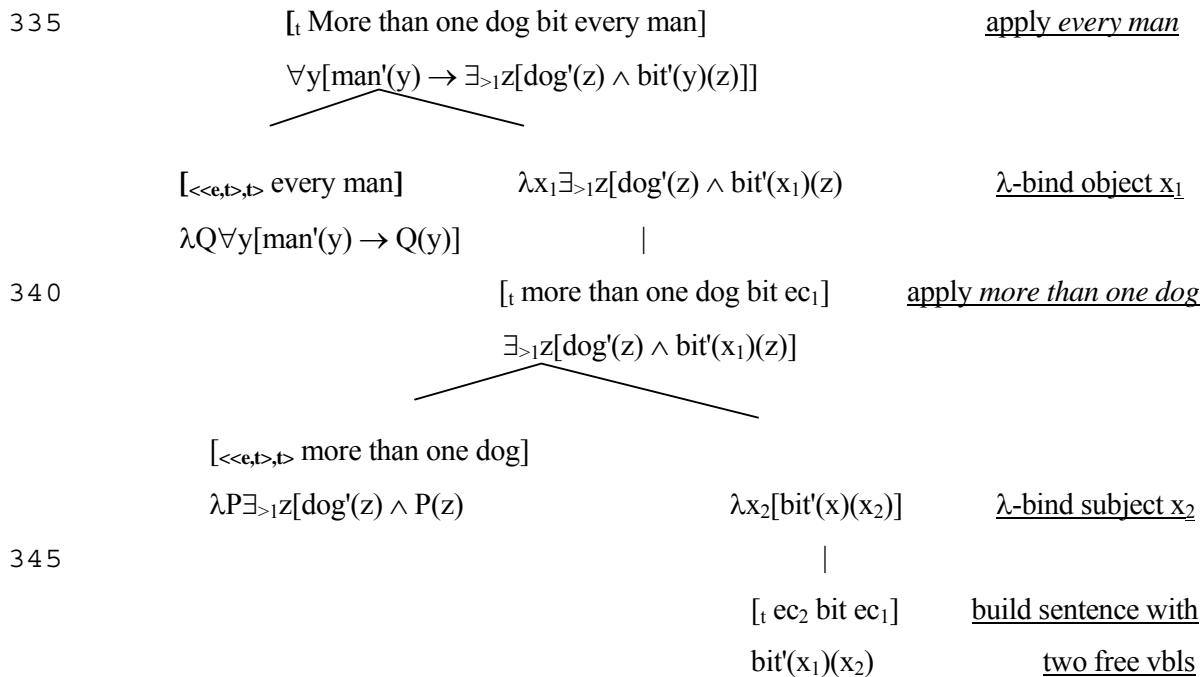 335 [t More than one dog bit every man] apply every man
∀y[man'(y) → ∃>1z[dog'(z) ∧ bit'(y)(z)]]
[<<e,t>,t> every man] λx1∃>1z[dog'(z) ∧ bit'(x1)(z) λ-bind object x1
λQ∀y[man'(y) → Q(y)] |
340 [t more than one dog bit ec1] apply more than one dog
∃>1z[dog'(z) ∧ bit'(x1)(z)]
[<<e,t>,t> more than one dog]
λP∃>1z[dog'(z) ∧ P(z) λx2[bit'(x)(x2)] λ-bind subject x2
345 |
[t ec2 bit ec1] build sentence with
bit'(x1)(x2) two free vbls